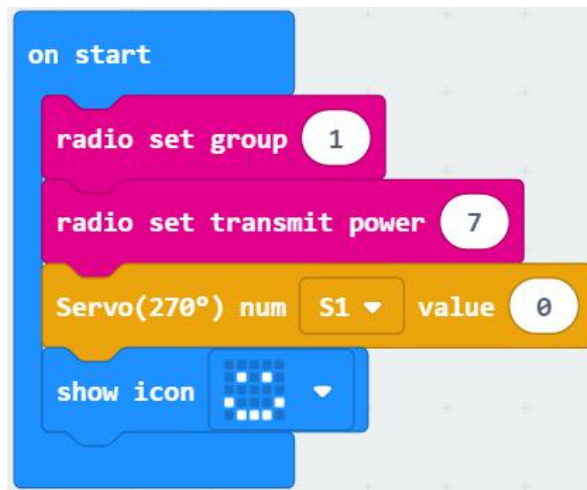 on start
radio set group 1
radio set transmit power 7
Servo(270°) num S1 value 0
show icon